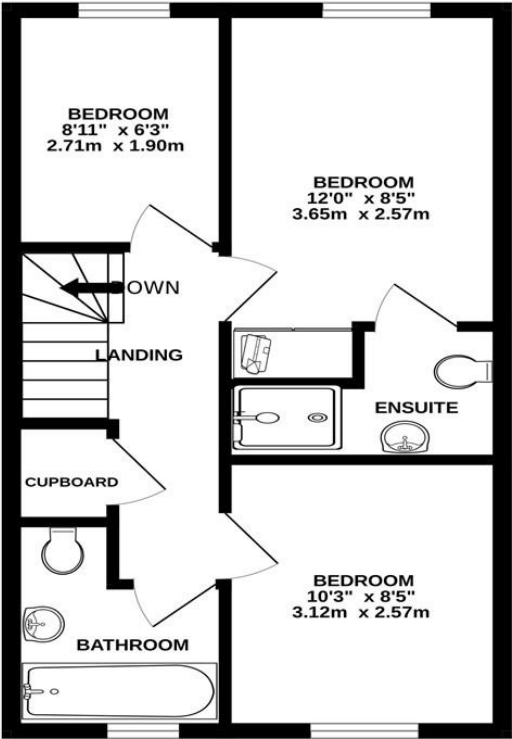 BEDROOM
8'11" x 6'3"
2.71m x 1.90m
BEDROOM
12'0" x 8'5"
3.65m x 2.57m
DOWN
LANDING
ENSUITE
CUPBOARD
BEDROOM
10'3" x 8'5"
3.12m x 2.57m
BATHROOM